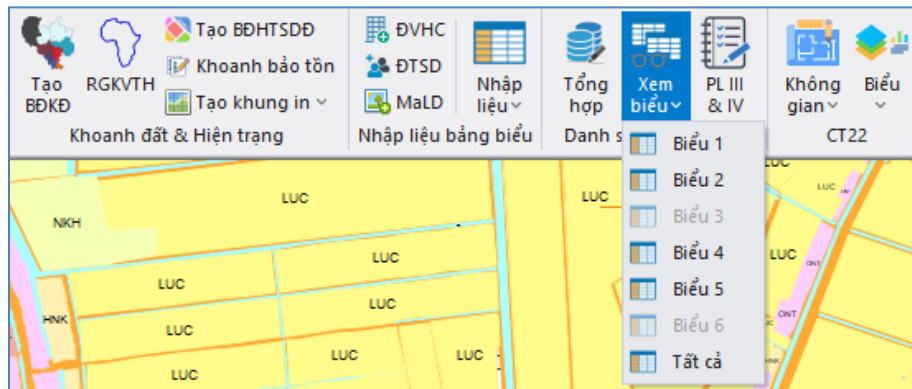 Tạo BĐKĐ
RGKVTH
Tạo BĐHTSDĐ
Khoanh bảo tồn
Tạo khung in
Khoanh đất & Hiện trạng
ĐVHC
ĐTSD
MaLD
Nhập liệu
Nhập liệu bảng biểu
Tổng hợp
Xem biểu
PL III & IV
Danh s
Không gian
Biểu
CT22
Biểu 1
Biểu 2
Biểu 3
Biểu 4
Biểu 5
Biểu 6
Tất cả
LUC
LUC
LUC
LUC
NKH
LUC
LUC
LUC
ONT
LUC
HNK
LUC
ONT
LUC
LUC
LUC
HNK